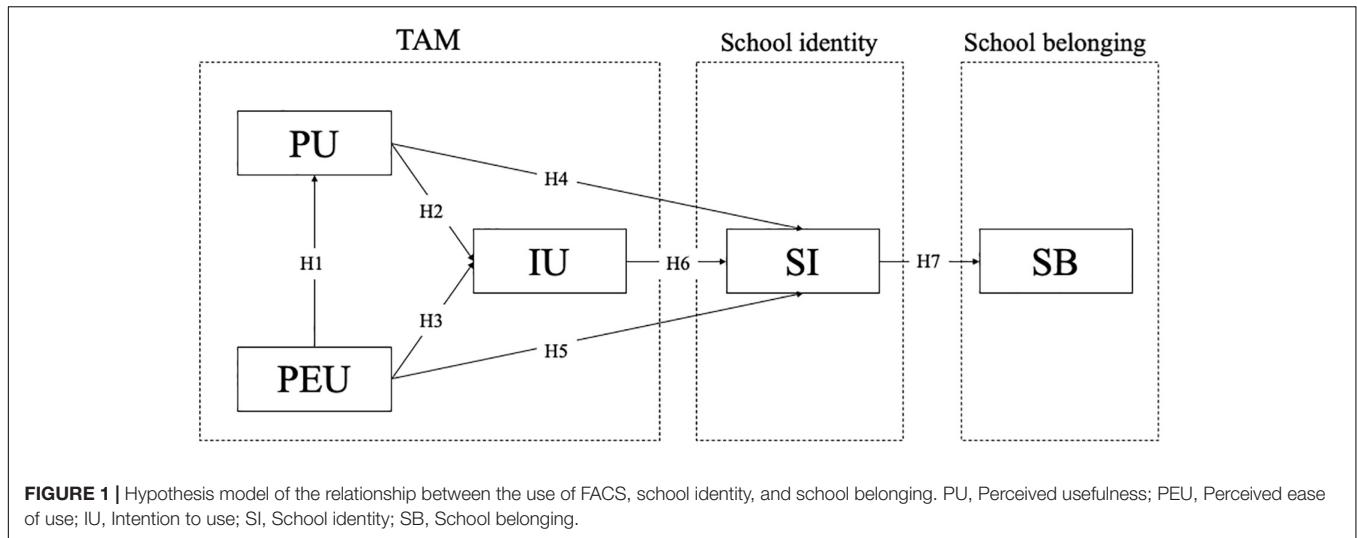 TAM
School identity
School belonging
PU
H4
H2
IU
H6
SI
H7
SB
H1
H3
H5
PEU
FIGURE 1 | Hypothesis model of the relationship between the use of FACS, school identity, and school belonging. PU, Perceived usefulness; PEU, Perceived ease
of use; IU, Intention to use; SI, School identity; SB, School belonging.